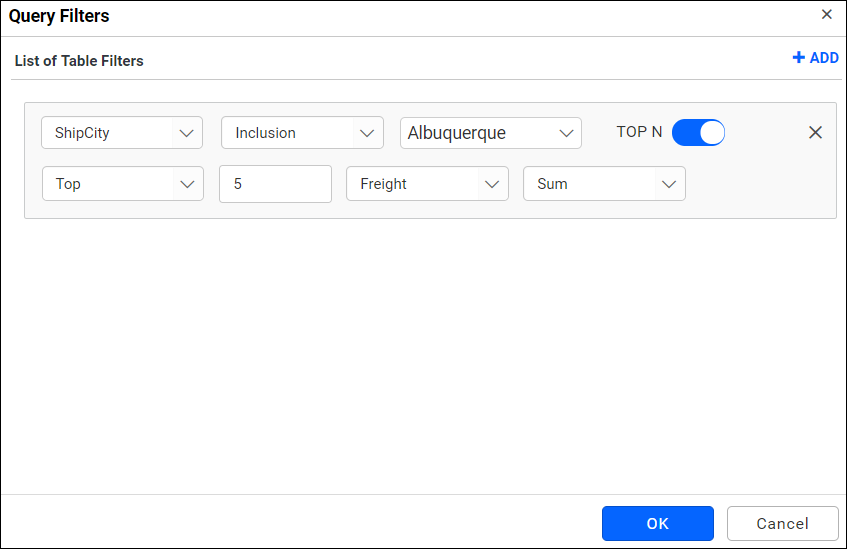 Query Filters
List of Table Filters
ADD
ShipCity Inclusion Albuquerque TOP N
Top 5 Freight Sum
OK Cancel